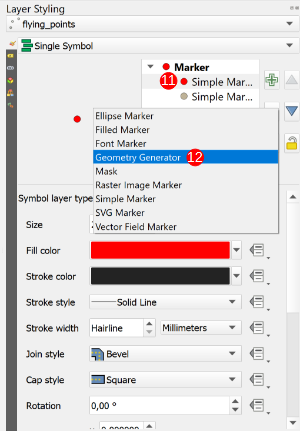 Layer Styling
flying_points
Single Symbol
Marker
11 Simple Mar...
Simple Mar...
Ellipse Marker
Filled Marker
Font Marker
Geometry Generator 12
Mask
Raster Image Marker
Simple Marker
SVG Marker
Vector Field Marker
Symbol layer type
Size
Fill color
Stroke color
Stroke style Solid Line
Stroke width Hairline Millimeters
Join style Bevel
Cap style Square
Rotation 0,00 °